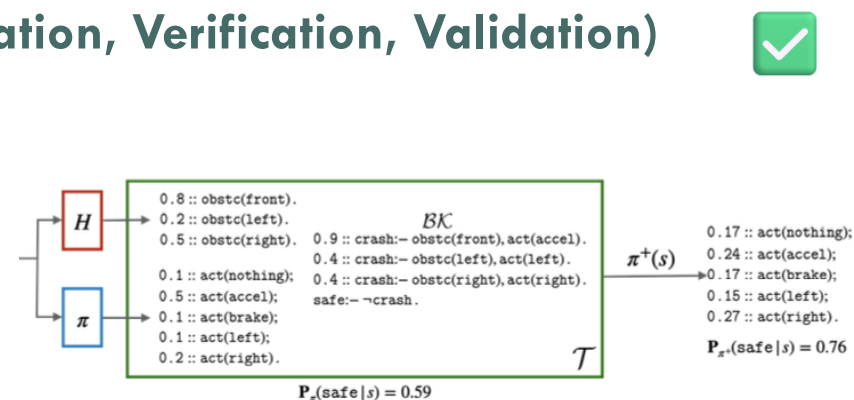 ation, Verification, Validation)
H
π
0.8 :: obstc(front).
0.2 :: obstc(left).
0.5 :: obstc(right).
0.1 :: act(nothing);
0.5 :: act(accel);
0.1 :: act(brake);
0.1 :: act(left);
0.2 :: act(right).
BK
0.9 :: crash:– obstc(front),act(accel).
0.4 :: crash:– obstc(left),act(left).
0.4 :: crash:– obstc(right),act(right).
safe:– ¬crash.
T
Pπ(safe|s) = 0.59
π⁺(s)
0.17 :: act(nothing);
0.24 :: act(accel);
0.17 :: act(brake);
0.15 :: act(left);
0.27 :: act(right).
Pπ⁺(safe|s) = 0.76